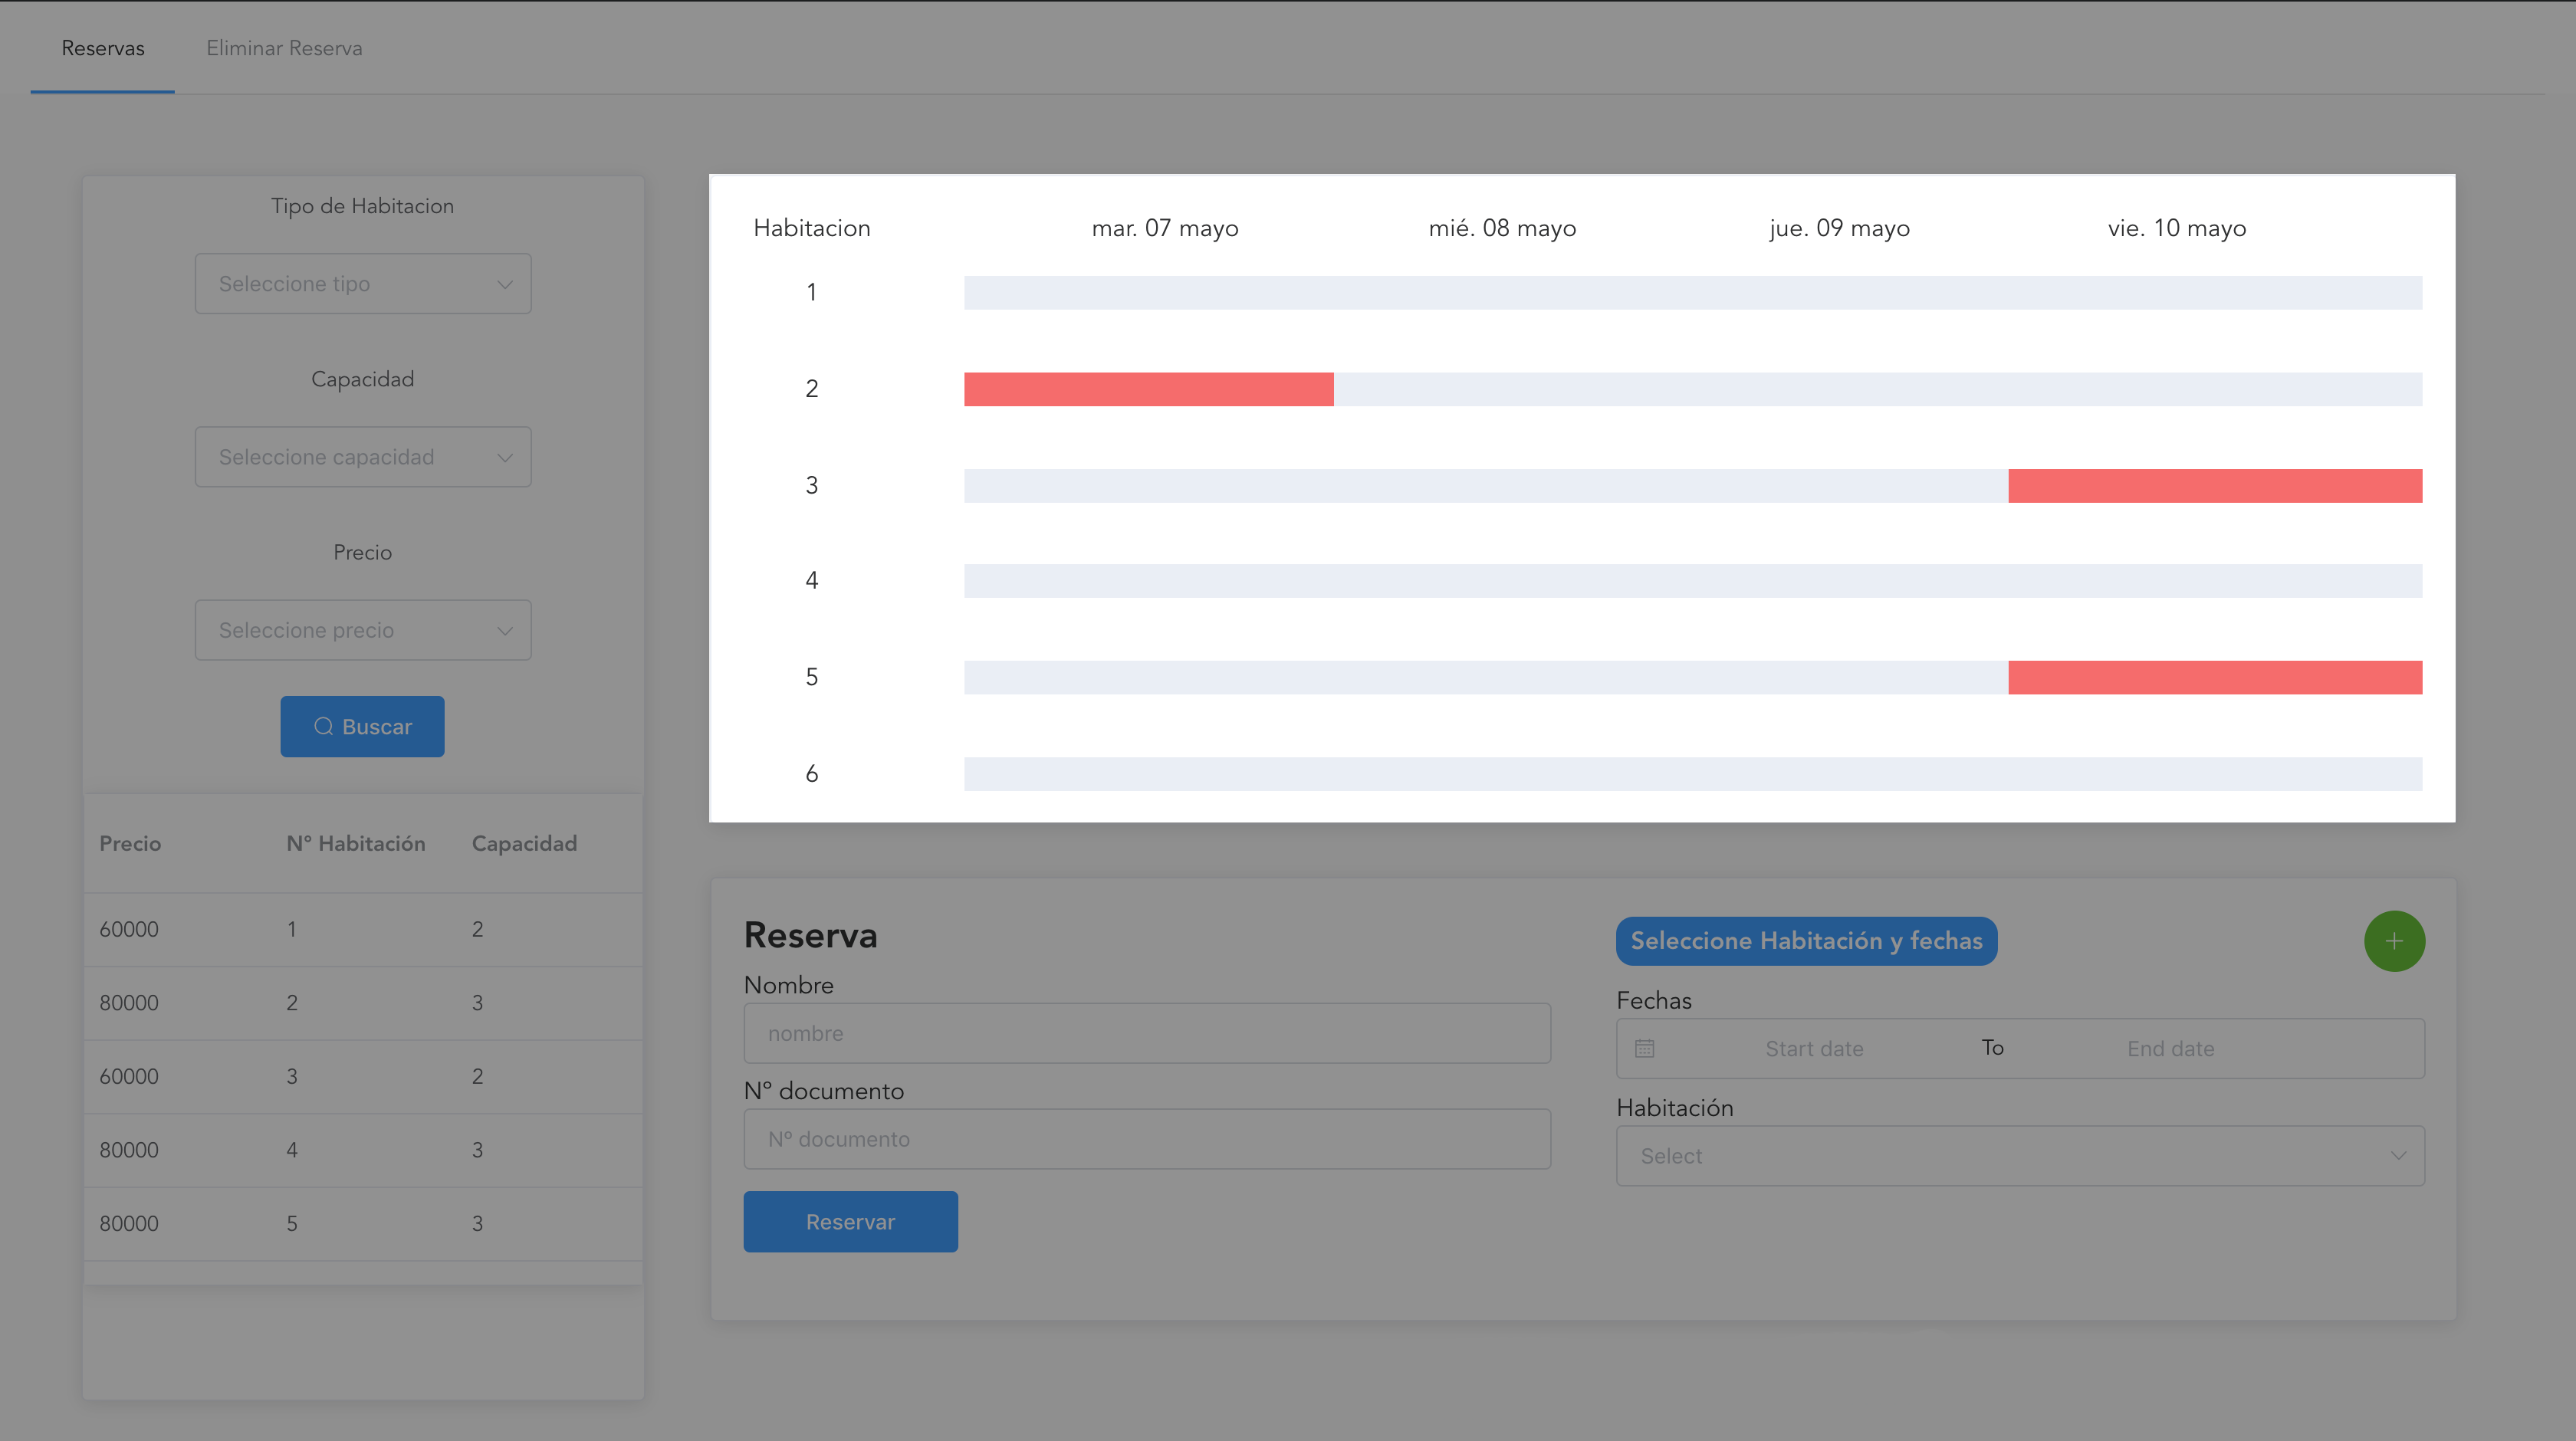 Reservas
Eliminar Reserva
Tipo de Habitacion
Seleccione tipo
Capacidad
Seleccione capacidad
Precio
Seleccione precio
Buscar
Precio Nº Habitación Capacidad
60000 1 2
80000 2 3
60000 3 2
80000 4 3
80000 5 3
Habitacion mar. 07 mayo mié. 08 mayo jue. 09 mayo vie. 10 mayo
1
2
3
4
5
6
Reserva
Nombre
nombre
Nº documento
Nº documento
Reservar
Seleccione Habitación y fechas
+
Fechas
Start date To End date
Habitación
Select